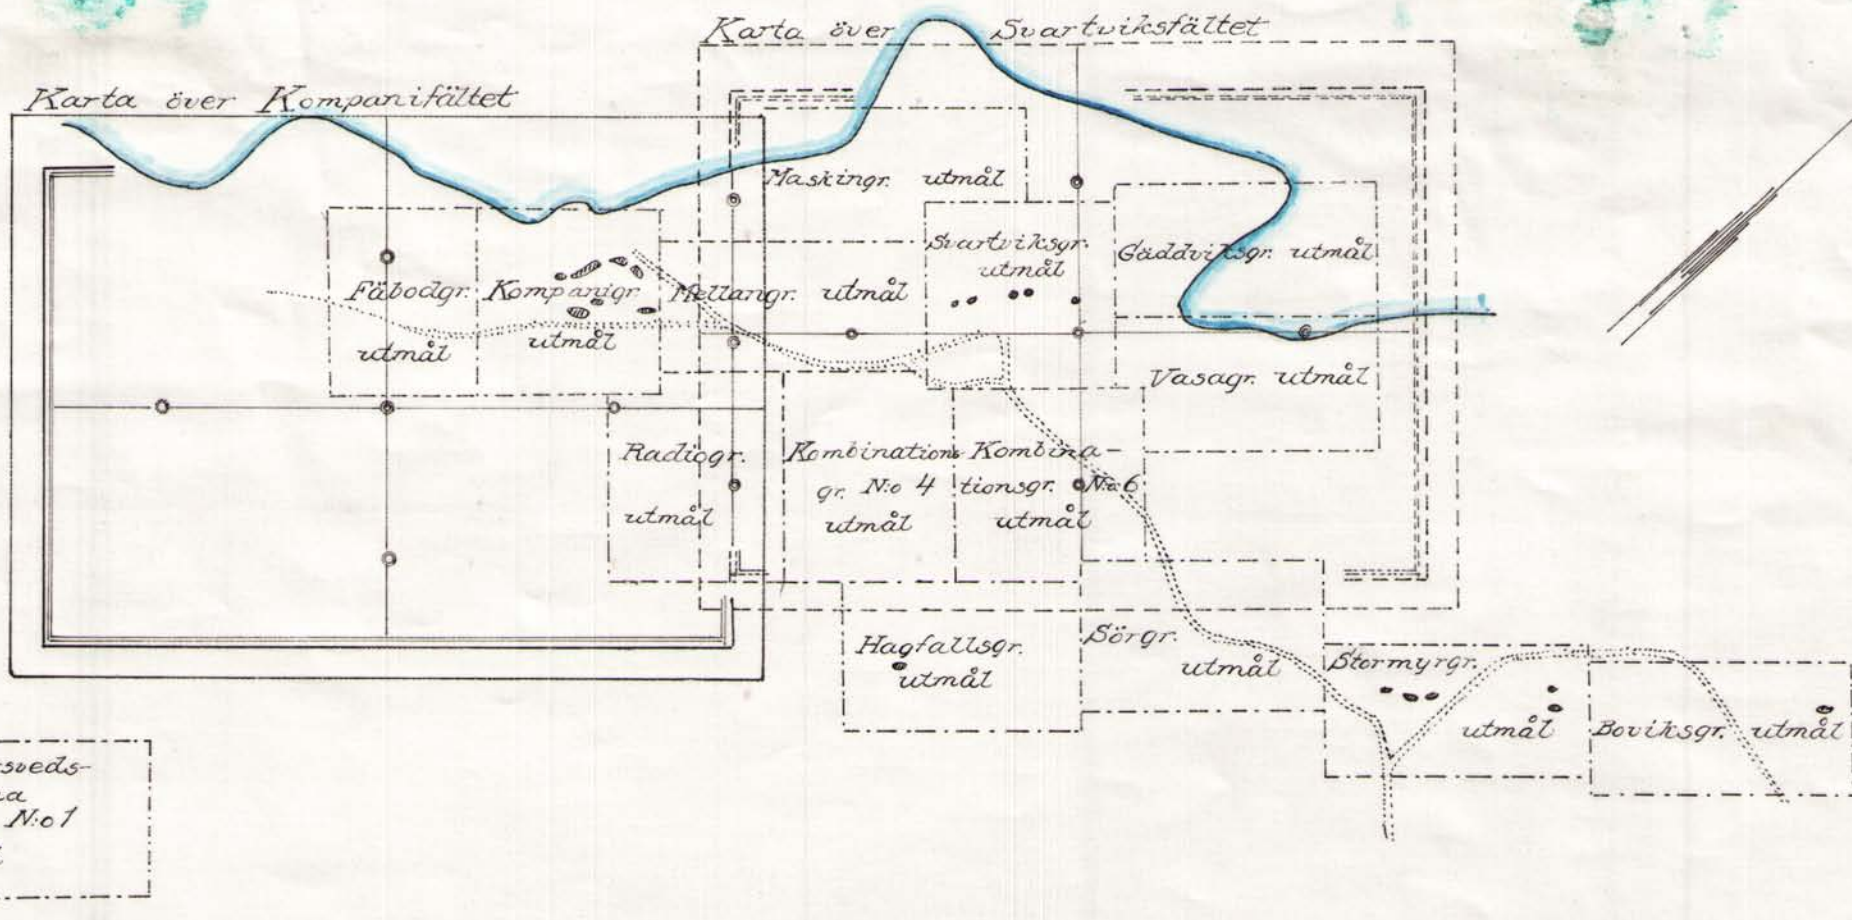 Karta över Svartviksfältet
Karta över Kompanifältet
Maskingr. utmål
Svartviksgr.
utmål
Gäddviksgr. utmål
Fäbodgr.
utmål
Kompanigr.
utmål
Mellangr. utmål
Vasagr. utmål
Radiogr.
utmål
Kombinations
gr. N:o 4
utmål
Kombina-
tionsgr. N:o 6
utmål
Hagfallsgr.
utmål
Sörgr.
utmål
Stormyrgr.
utmål
Boviksgr. utmål
sveds-
N:o 1